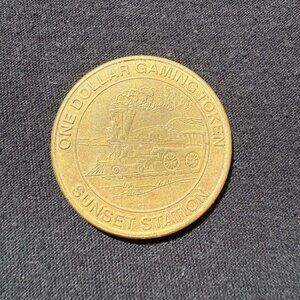 ONE DOLLAR GAMING TOKEN
SUNSET STATION